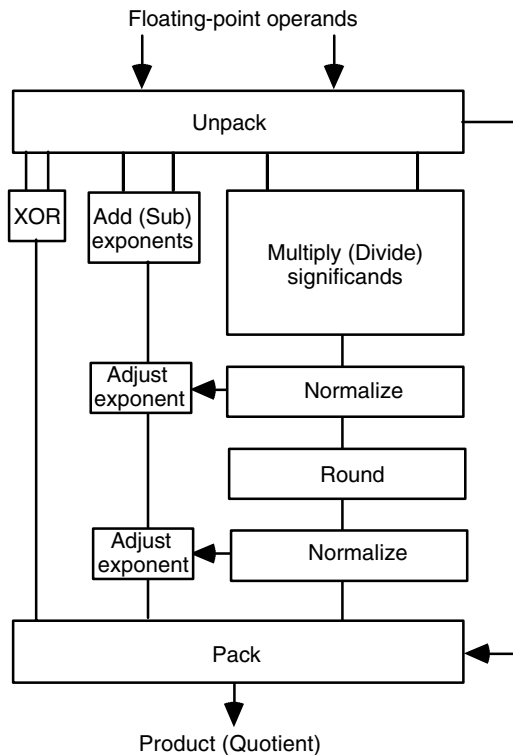 Floating-point operands
Unpack
XOR
Add (Sub)
exponents
Multiply (Divide)
significands
Adjust
exponent
Normalize
Round
Adjust
exponent
Normalize
Pack
Product (Quotient)